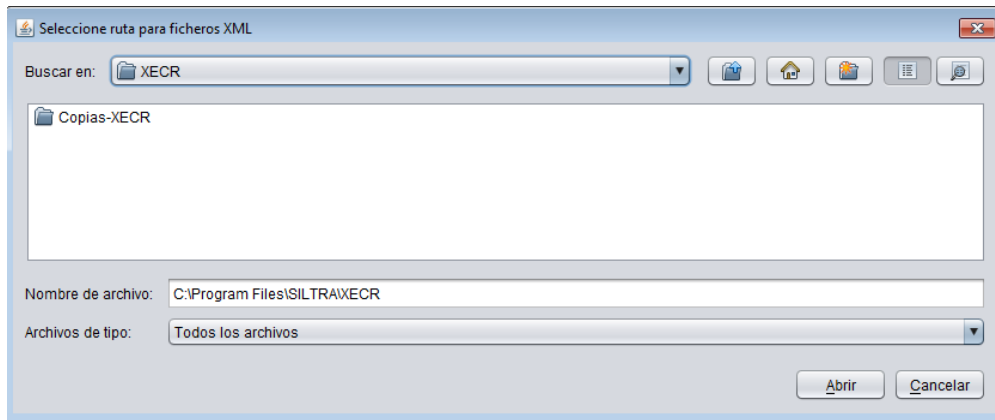 Seleccione ruta para ficheros XML
Buscar en: XECR
Copias-XECR
Nombre de archivo: C:\Program Files\SILTRA\XECR
Archivos de tipo: Todos los archivos
Abrir Cancelar